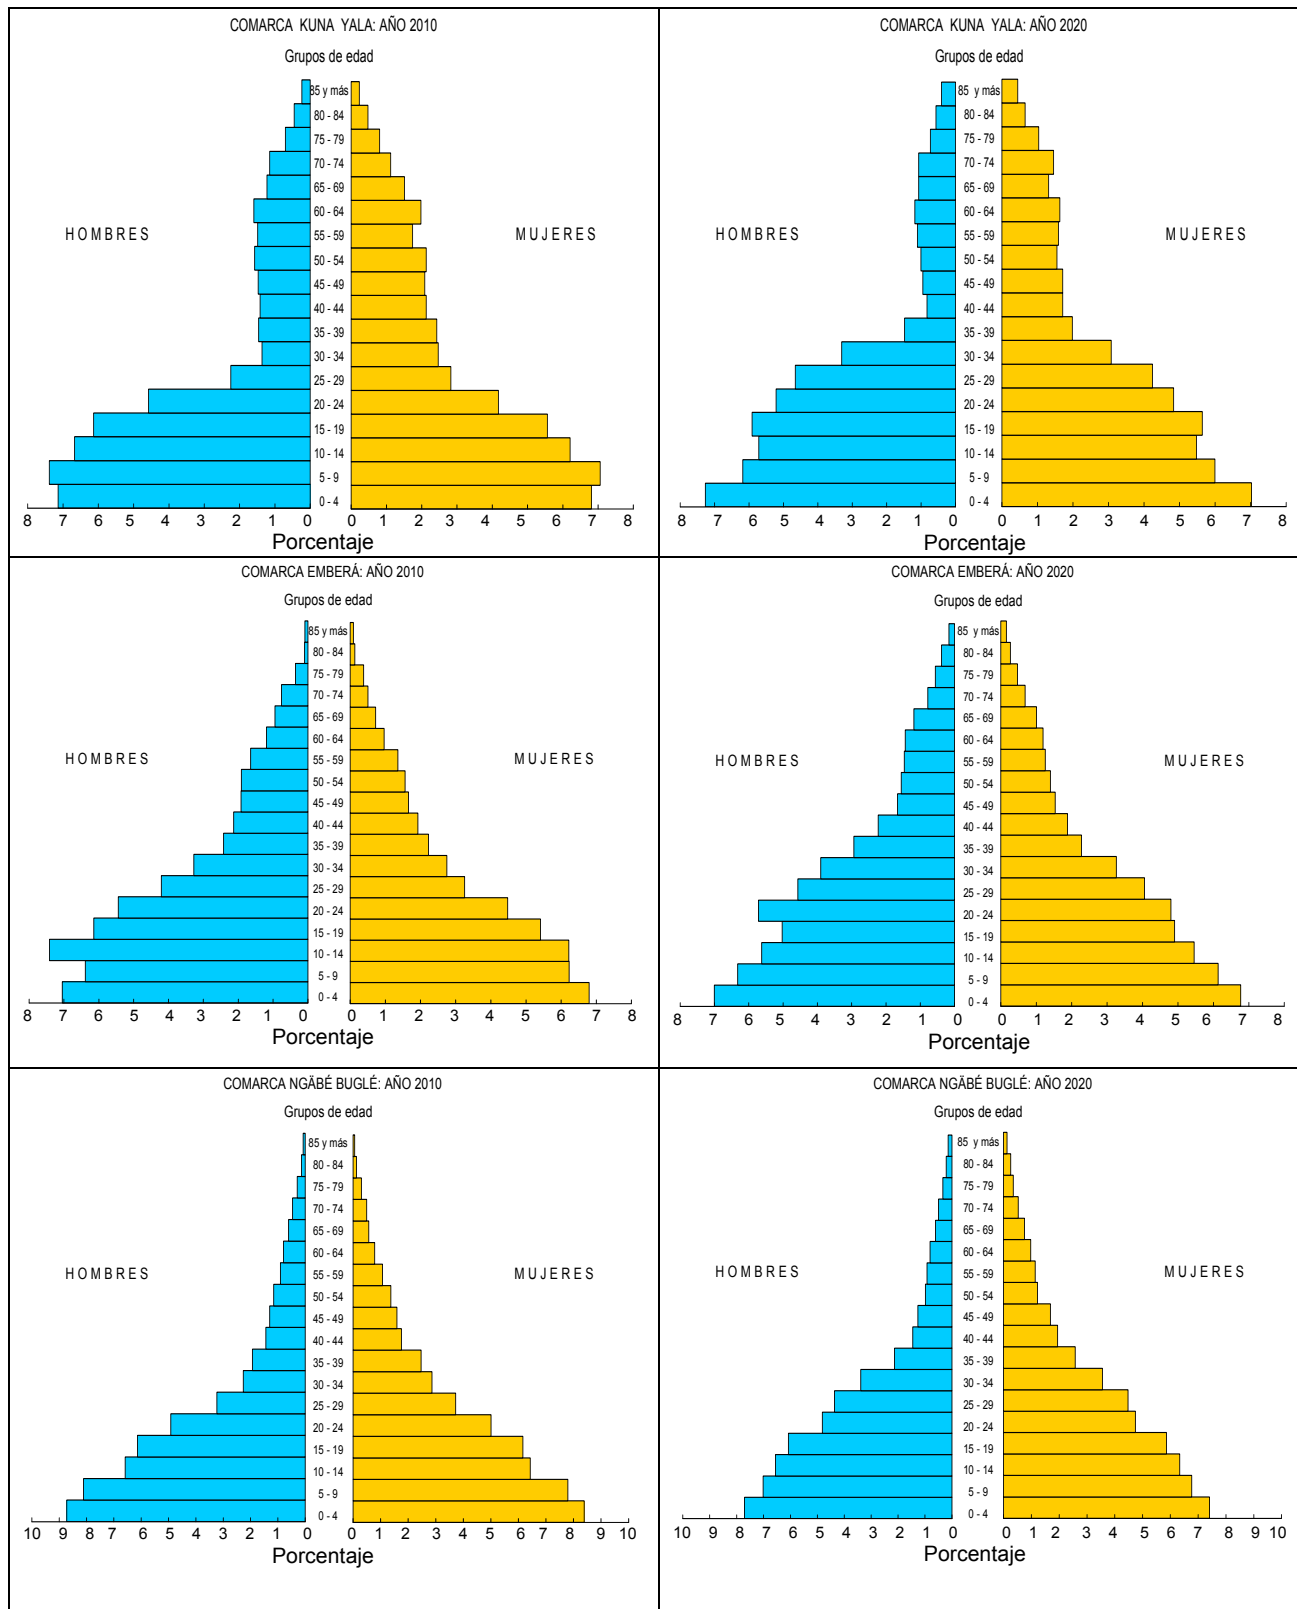 COMARCA KUNA YALA: AÑO 2010
Grupos de edad
85 y más
80 - 84
75 - 79
70 - 74
65 - 69
60 - 64
HOMBRES 55 - 59 MUJERES
50 - 54
45 - 49
40 - 44
35 - 39
30 - 34
25 - 29
20 - 24
15 - 19
10 - 14
5 - 9
0 - 4
8 7 6 5 4 3 2 1 0 0 1 2 3 4 5 6 7 8
Porcentaje
COMARCA KUNA YALA: AÑO 2020
Grupos de edad
85 y más
80 - 84
75 - 79
70 - 74
65 - 69
60 - 64
HOMBRES 55 - 59 MUJERES
50 - 54
45 - 49
40 - 44
35 - 39
30 - 34
25 - 29
20 - 24
15 - 19
10 - 14
5 - 9
0 - 4
8 7 6 5 4 3 2 1 0 0 1 2 3 4 5 6 7 8
Porcentaje
COMARCA EMBERÁ: AÑO 2010
Grupos de edad
85 y más
80 - 84
75 - 79
70 - 74
65 - 69
60 - 64
HOMBRES 55 - 59 MUJERES
50 - 54
45 - 49
40 - 44
35 - 39
30 - 34
25 - 29
20 - 24
15 - 19
10 - 14
5 - 9
0 - 4
8 7 6 5 4 3 2 1 0 0 1 2 3 4 5 6 7 8
Porcentaje
COMARCA EMBERÁ: AÑO 2020
Grupos de edad
85 y más
80 - 84
75 - 79
70 - 74
65 - 69
60 - 64
HOMBRES 55 - 59 MUJERES
50 - 54
45 - 49
40 - 44
35 - 39
30 - 34
25 - 29
20 - 24
15 - 19
10 - 14
5 - 9
0 - 4
8 7 6 5 4 3 2 1 0 0 1 2 3 4 5 6 7 8
Porcentaje
COMARCA NGÄBÉ BUGLÉ: AÑO 2010
Grupos de edad
85 y más
80 - 84
75 - 79
70 - 74
65 - 69
60 - 64
HOMBRES 55 - 59 MUJERES
50 - 54
45 - 49
40 - 44
35 - 39
30 - 34
25 - 29
20 - 24
15 - 19
10 - 14
5 - 9
0 - 4
10 9 8 7 6 5 4 3 2 1 0 0 1 2 3 4 5 6 7 8 9 10
Porcentaje
COMARCA NGÄBÉ BUGLÉ: AÑO 2020
Grupos de edad
85 y más
80 - 84
75 - 79
70 - 74
65 - 69
60 - 64
HOMBRES 55 - 59 MUJERES
50 - 54
45 - 49
40 - 44
35 - 39
30 - 34
25 - 29
20 - 24
15 - 19
10 - 14
5 - 9
0 - 4
10 9 8 7 6 5 4 3 2 1 0 0 1 2 3 4 5 6 7 8 9 10
Porcentaje